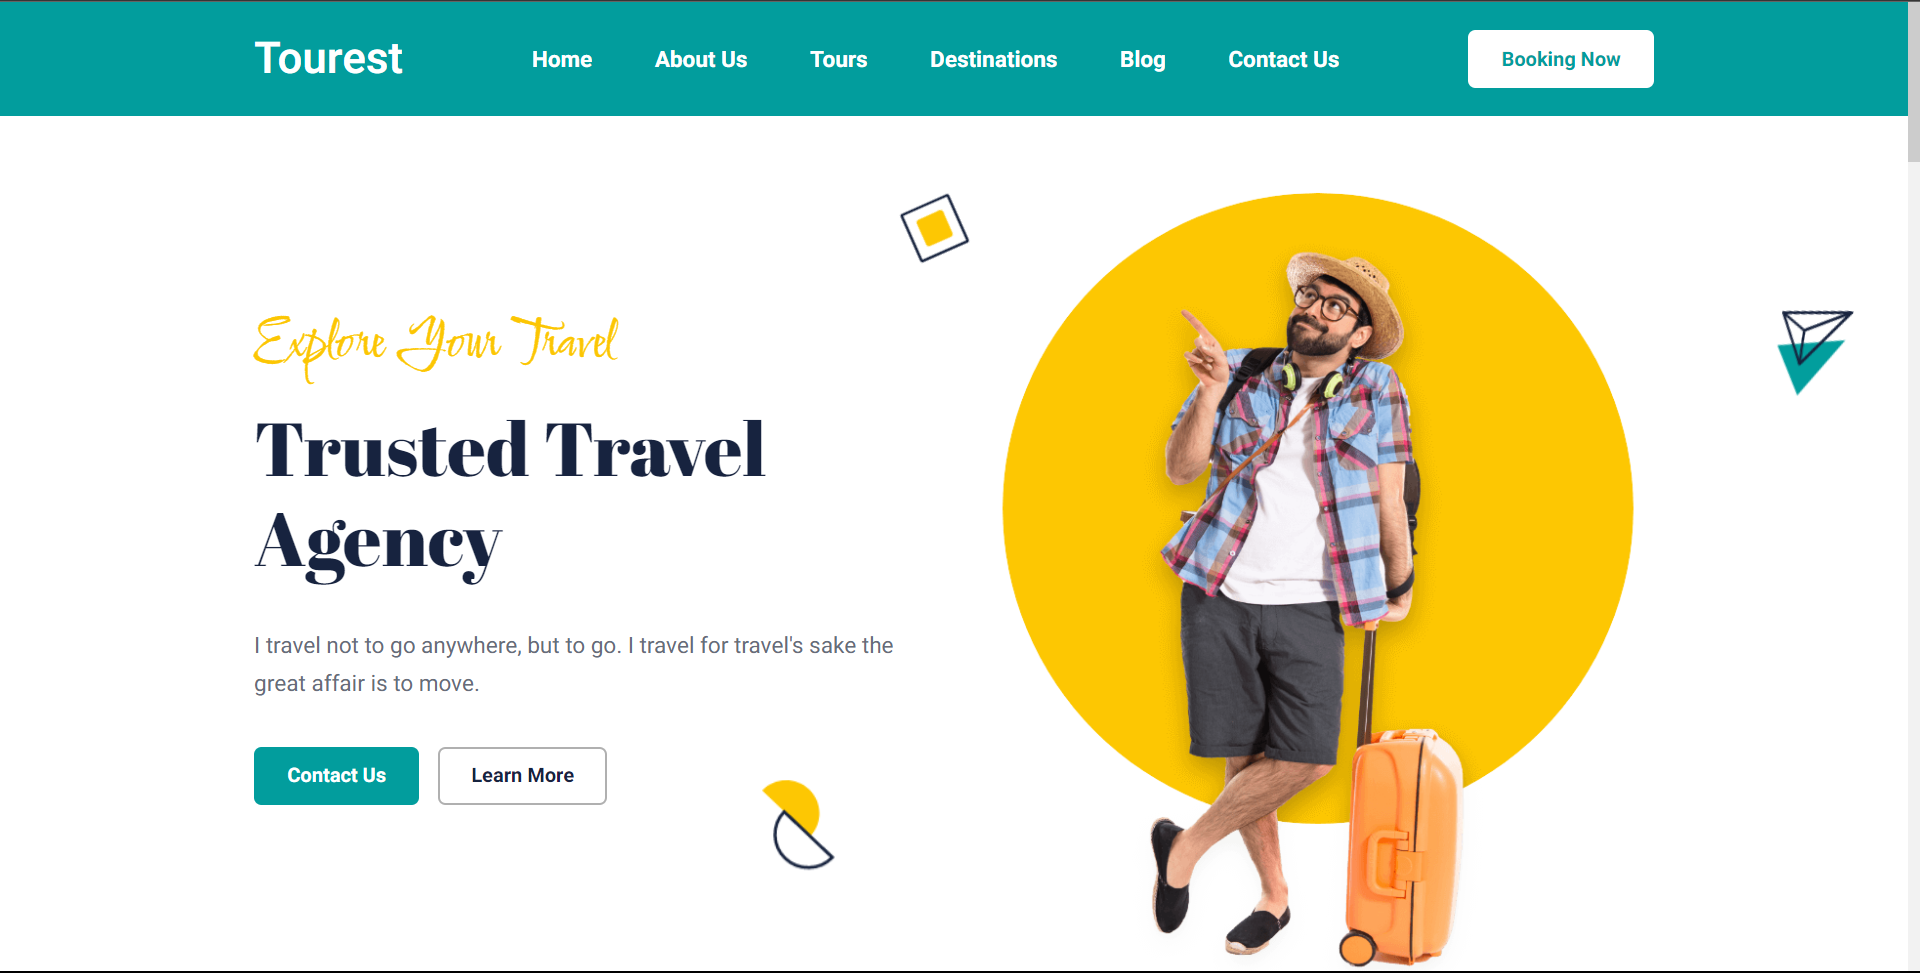 Tourest
Home
About Us
Tours
Destinations
Blog
Contact Us
Booking Now
Explore Your Travel
Trusted Travel
Agency
I travel not to go anywhere, but to go. I travel for travel's sake the
great affair is to move.
Contact Us
Learn More